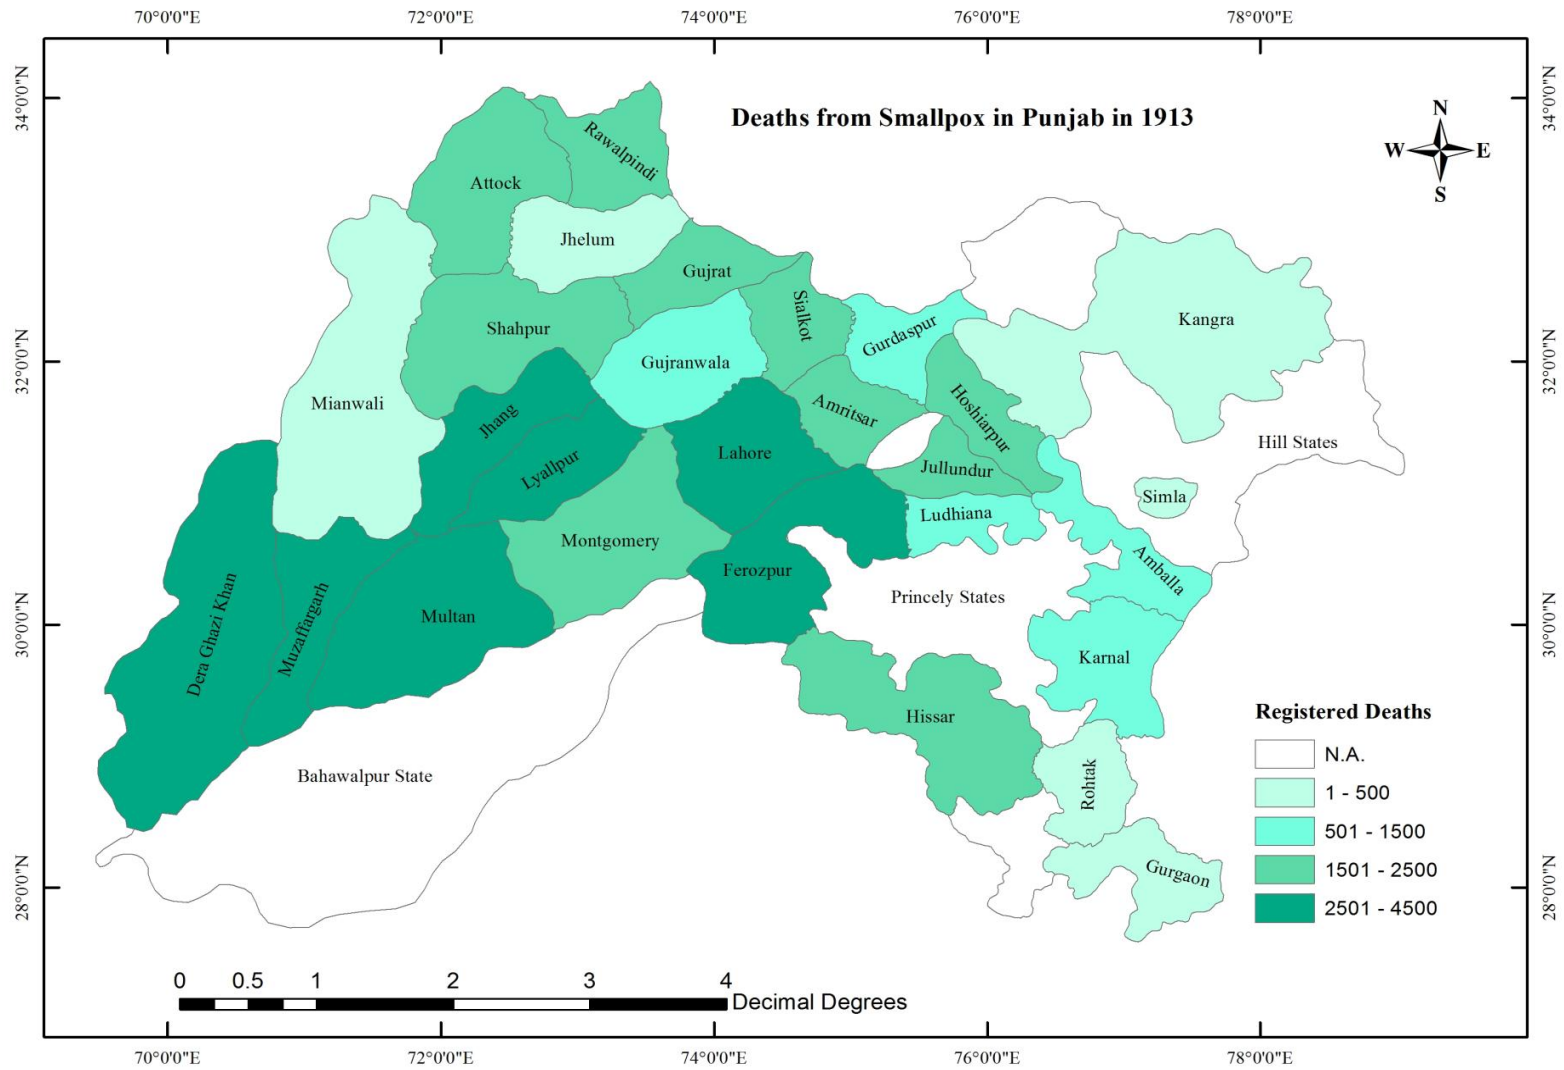 70°0'0"E 72°0'0"E 74°0'0"E 76°0'0"E 78°0'0"E
34°0'0"N
34°0'0"N
Deaths from Smallpox in Punjab in 1913
N
W E
S
Rawalpindi
Attock
Jhelum
Gujrat
Sialkot
Shahpur
Gurdaspur
Kangra
32°0'0"N
32°0'0"N
Gujranwala
Mianwali
Jhang
Amritsar
Hoshiarpur
Hill States
Lahore
Lyallpur
Jullundur
Simla
Ludhiana
Montgomery
Ferozpur
Amballa
Princely States
30°0'0"N
30°0'0"N
Dera Ghazi Khan
Muzaffargarh
Multan
Karnal
Hissar
Bahawalpur State
Rohtak
Gurgaon
28°0'0"N
28°0'0"N
Registered Deaths
N.A.
1 - 500
501 - 1500
1501 - 2500
2501 - 4500
0 0.5 1 2 3 4
Decimal Degrees
70°0'0"E 72°0'0"E 74°0'0"E 76°0'0"E 78°0'0"E